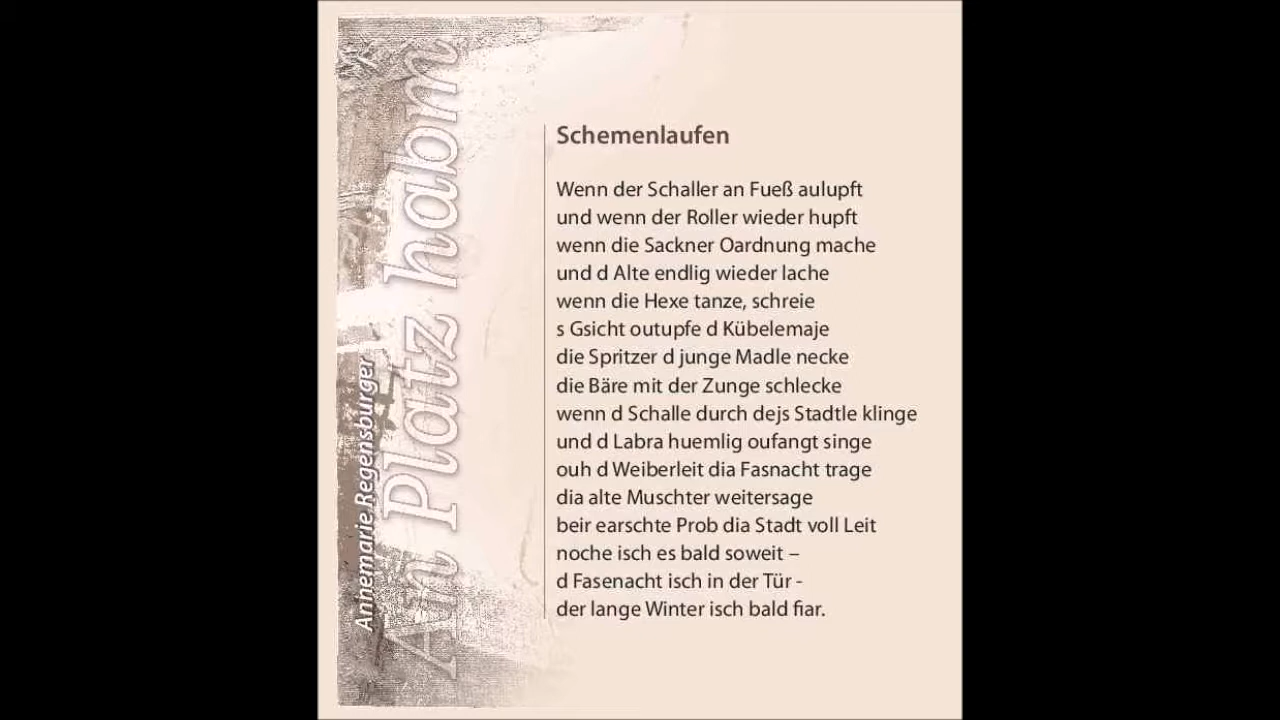 Annemarie Regensburger
An Platz habm
Schemenlaufen
Wenn der Schaller an Fueß aulupft
und wenn der Roller wieder hupft
wenn die Sackner Oardnung mache
und d Alte endlig wieder lache
wenn die Hexe tanze, schreie
s Gsicht outupfe d Kübelemaje
die Spritzer d junge Madle necke
die Bäre mit der Zunge schlecke
wenn d Schalle durch dejs Stadtle klinge
und d Labra huemlig oufangt singe
ouh d Weiberleit dia Fasnacht trage
dia alte Muschter weitersage
beir earschte Prob dia Stadt voll Leit
noche isch es bald soweit –
d Fasenacht isch in der Tür -
der lange Winter isch bald fiar.